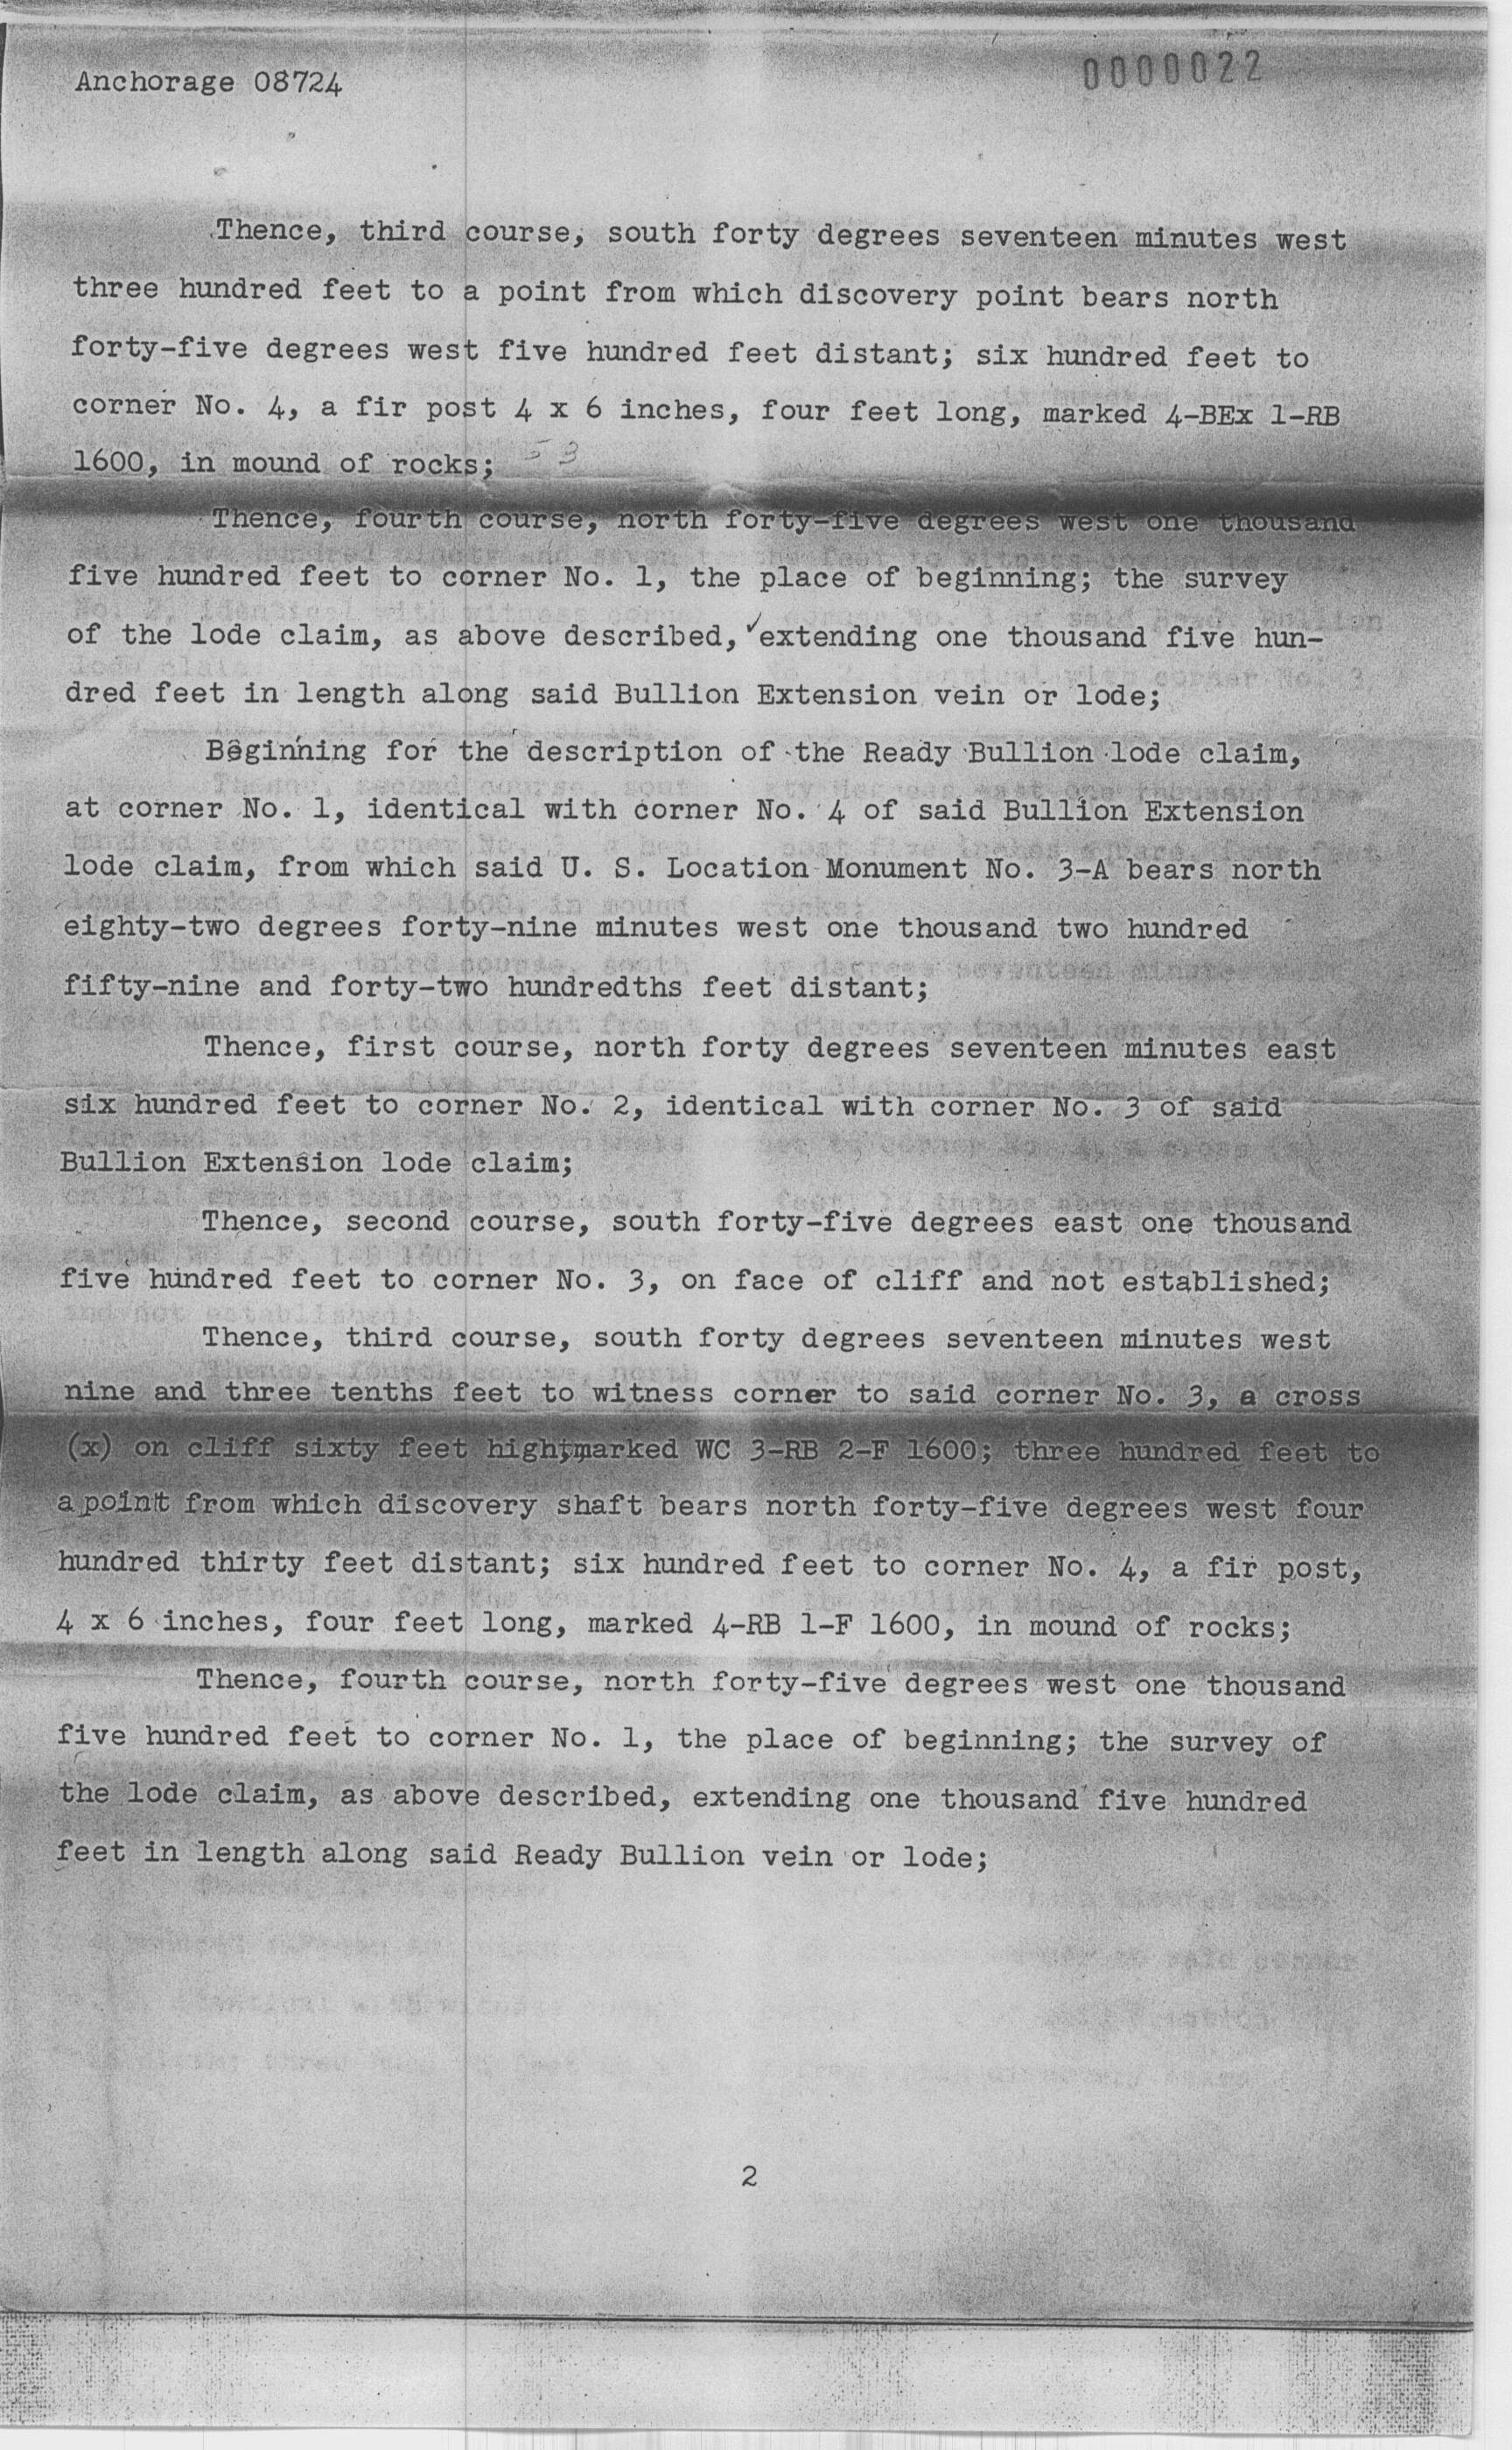 Anchorage 08724
0000022
Thence, third course, south forty degrees seventeen minutes west
three hundred feet to a point from which discovery point bears north
forty-five degrees west five hundred feet distant; six hundred feet to
corner No. 4, a fir post 4 x 6 inches, four feet long, marked 4-BEx 1-RB
1600, in mound of rocks;
Thence, fourth course, north forty-five degrees west one thousand
five hundred feet to corner No. 1, the place of beginning; the survey
of the lode claim, as above described, extending one thousand five hun-
dred feet in length along said Bullion Extension vein or lode;
Beginning for the description of the Ready Bullion lode claim,
at corner No. 1, identical with corner No. 4 of said Bullion Extension
lode claim, from which said U. S. Location Monument No. 3-A bears north
eighty-two degrees forty-nine minutes west one thousand two hundred
fifty-nine and forty-two hundredths feet distant;
Thence, first course, north forty degrees seventeen minutes east
six hundred feet to corner No. 2, identical with corner No. 3 of said
Bullion Extension lode claim;
Thence, second course, south forty-five degrees east one thousand
five hundred feet to corner No. 3, on face of cliff and not established;
Thence, third course, south forty degrees seventeen minutes west
nine and three tenths feet to witness corner to said corner No. 3, a cross
(x) on cliff sixty feet high, marked WC 3-RB 2-F 1600; three hundred feet to
a point from which discovery shaft bears north forty-five degrees west four
hundred thirty feet distant; six hundred feet to corner No. 4, a fir post,
4 x 6 inches, four feet long, marked 4-RB 1-F 1600, in mound of rocks;
Thence, fourth course, north forty-five degrees west one thousand
five hundred feet to corner No. 1, the place of beginning; the survey of
the lode claim, as above described, extending one thousand five hundred
feet in length along said Ready Bullion vein or lode;
2